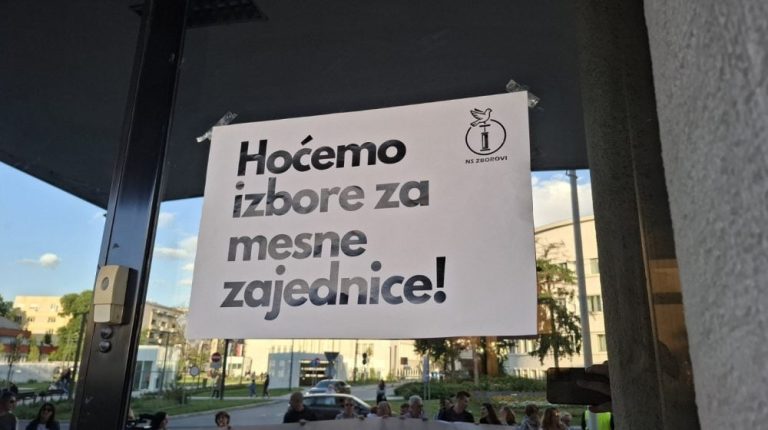 Hoćemo
izbore za
mesne
zajednice!
NS ZBOROVI